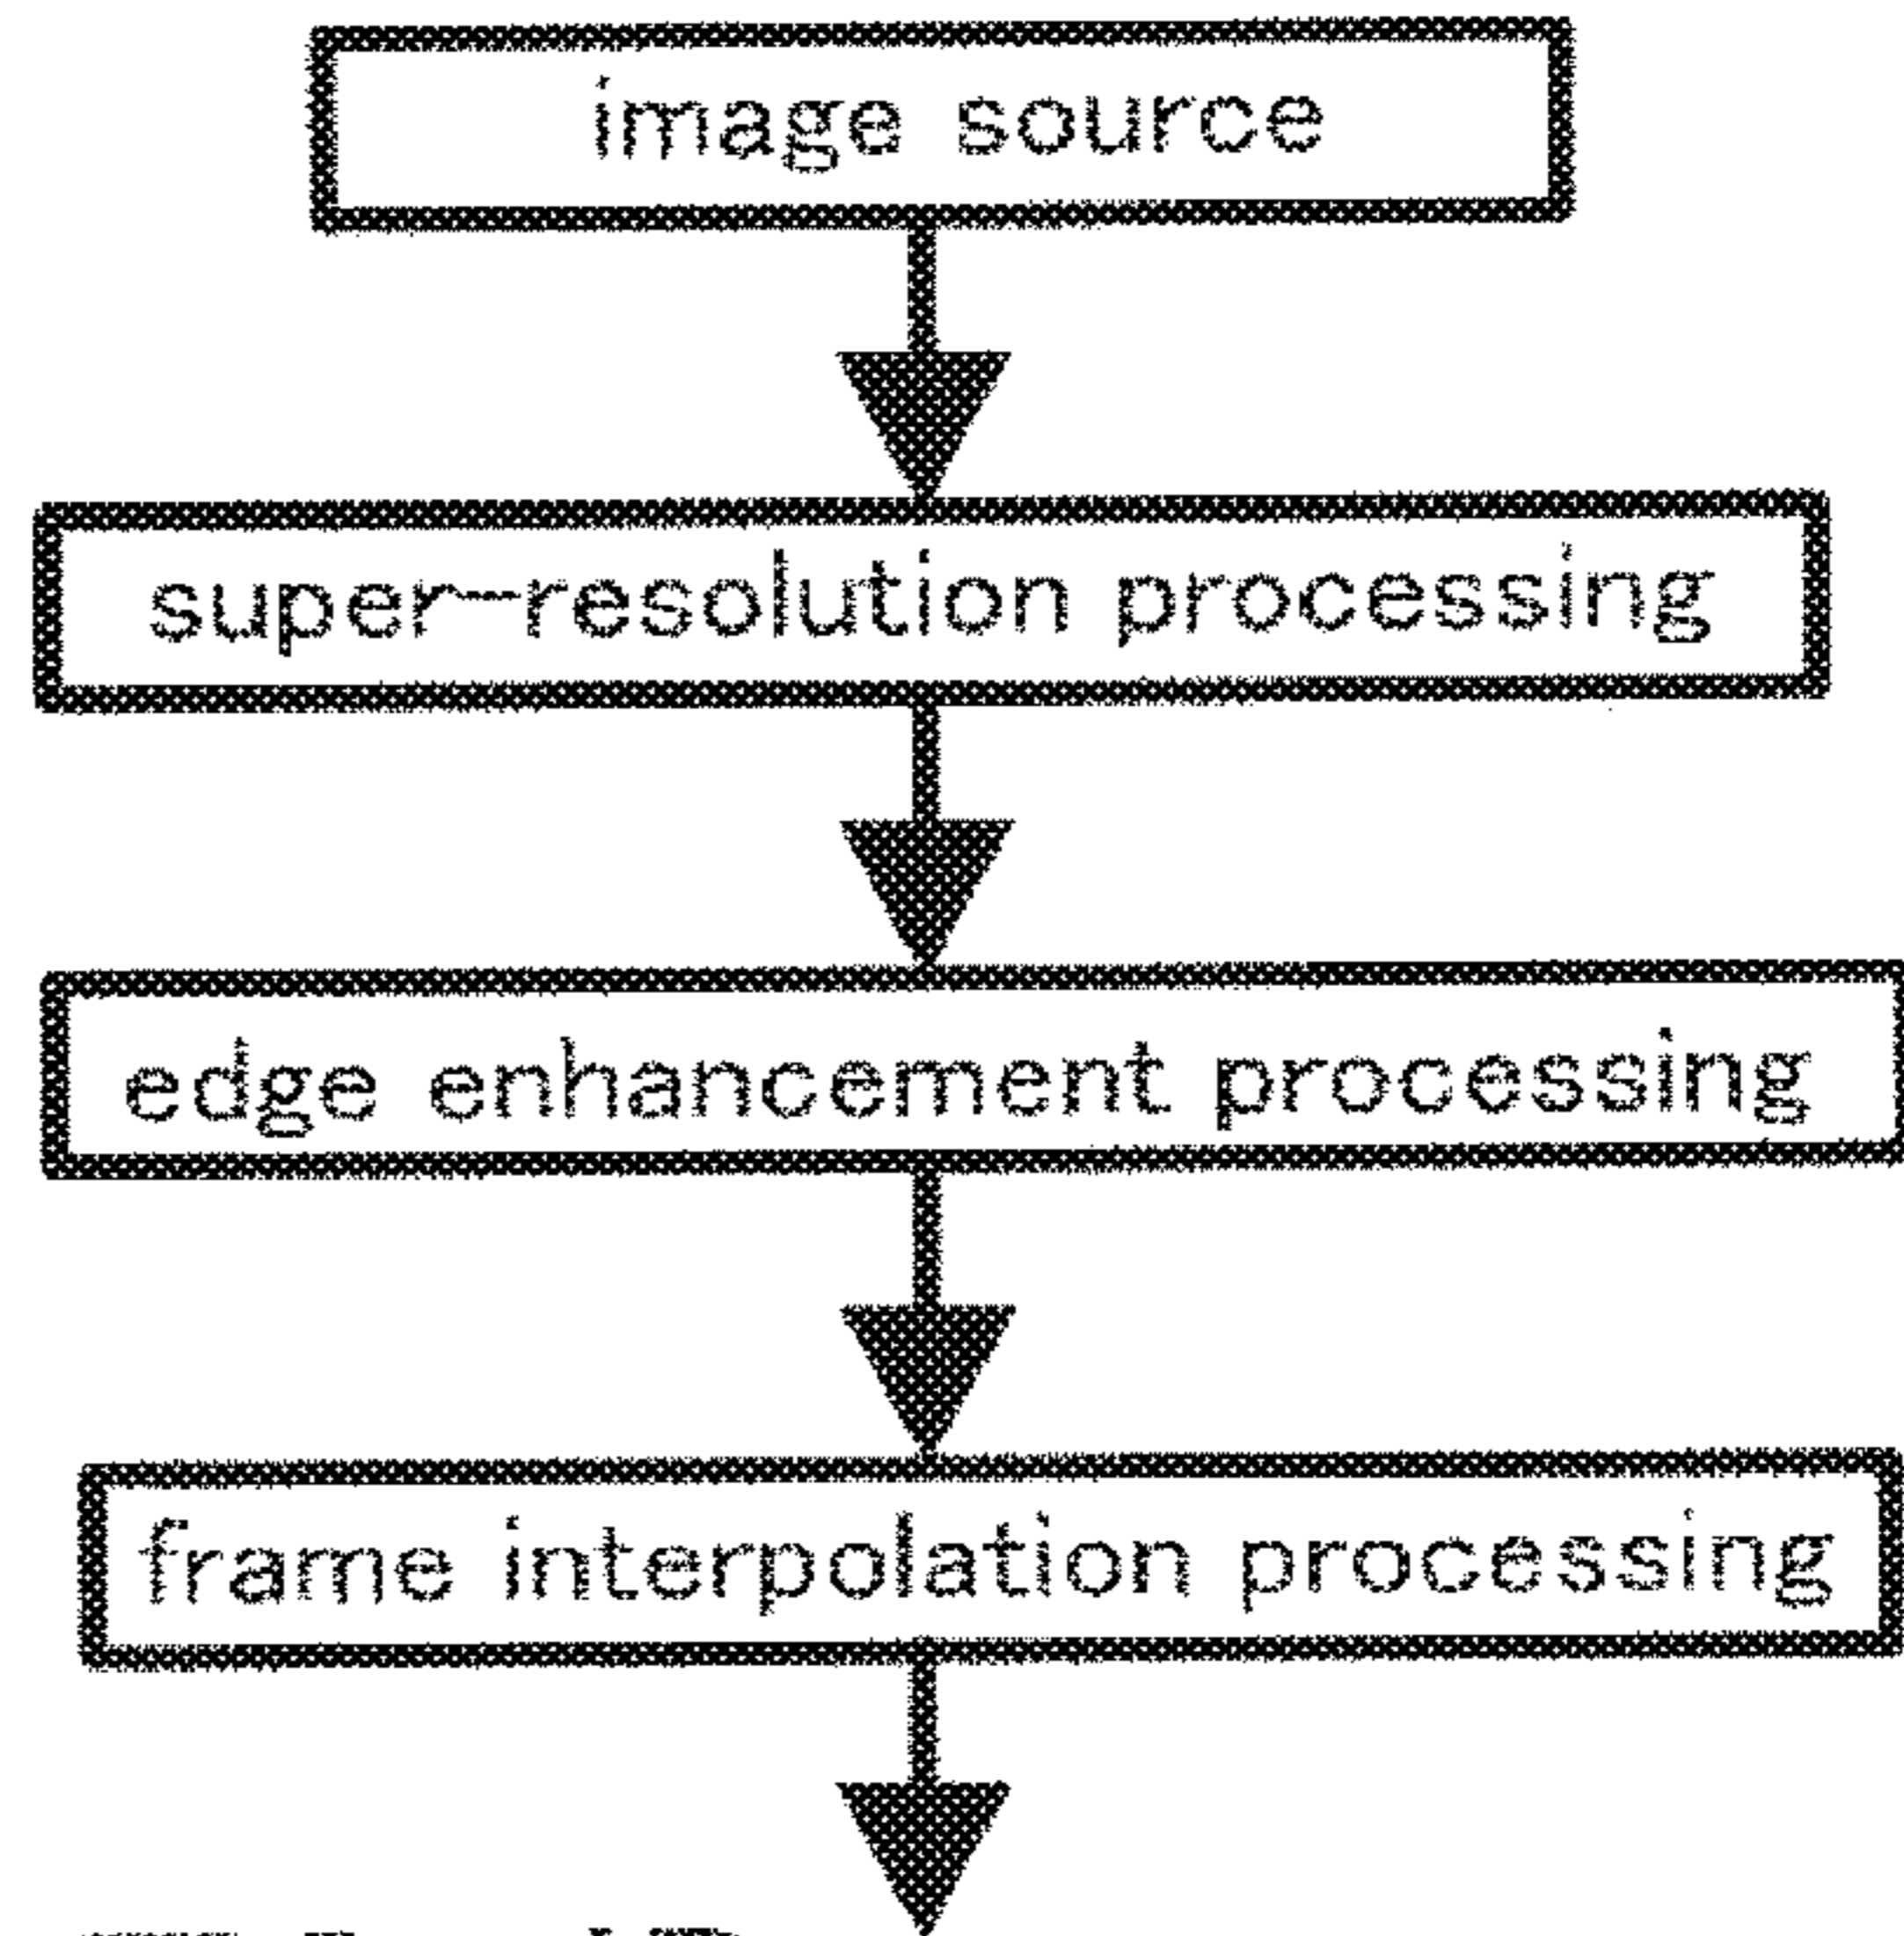 image source
super-resolution processing
edge enhancement processing
frame interpolation processing